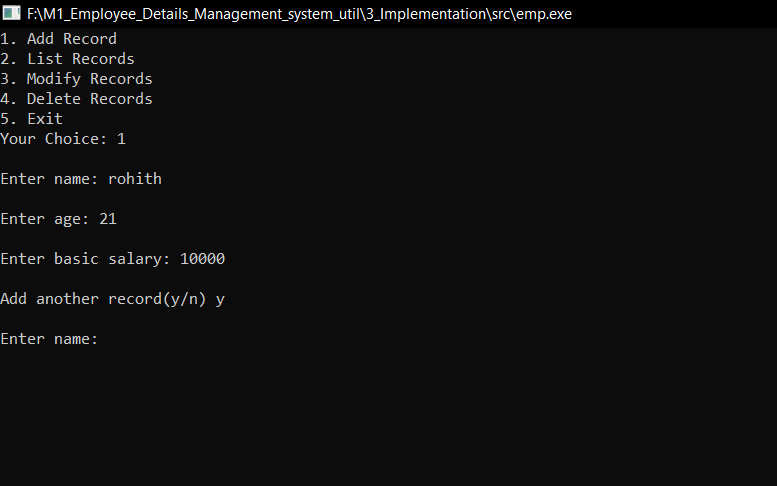 F:\M1_Employee_Details_Management_system_util\3_Implementation\src\emp.exe
1. Add Record
2. List Records
3. Modify Records
4. Delete Records
5. Exit
Your Choice: 1
Enter name: rohith
Enter age: 21
Enter basic salary: 10000
Add another record(y/n) y
Enter name: